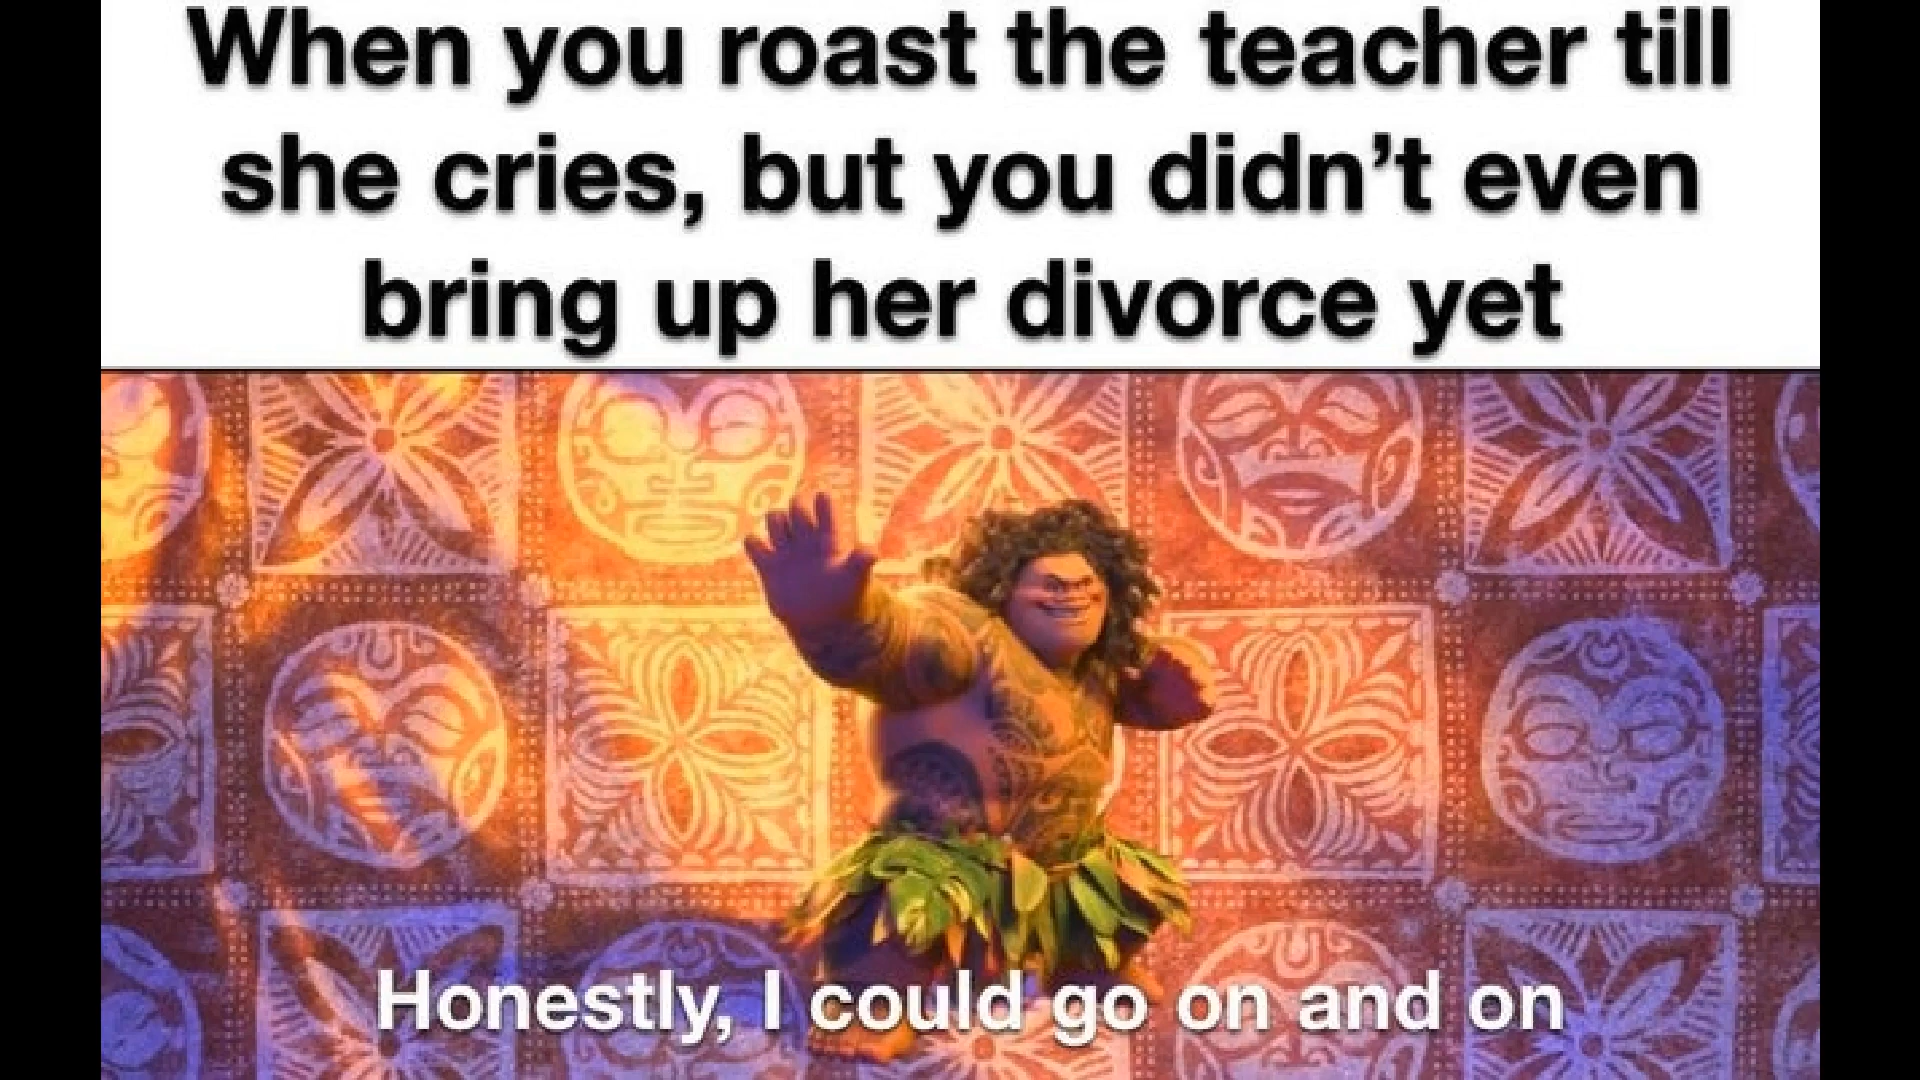 When you roast the teacher till
she cries, but you didn’t even
bring up her divorce yet
Honestly, I could go on and on